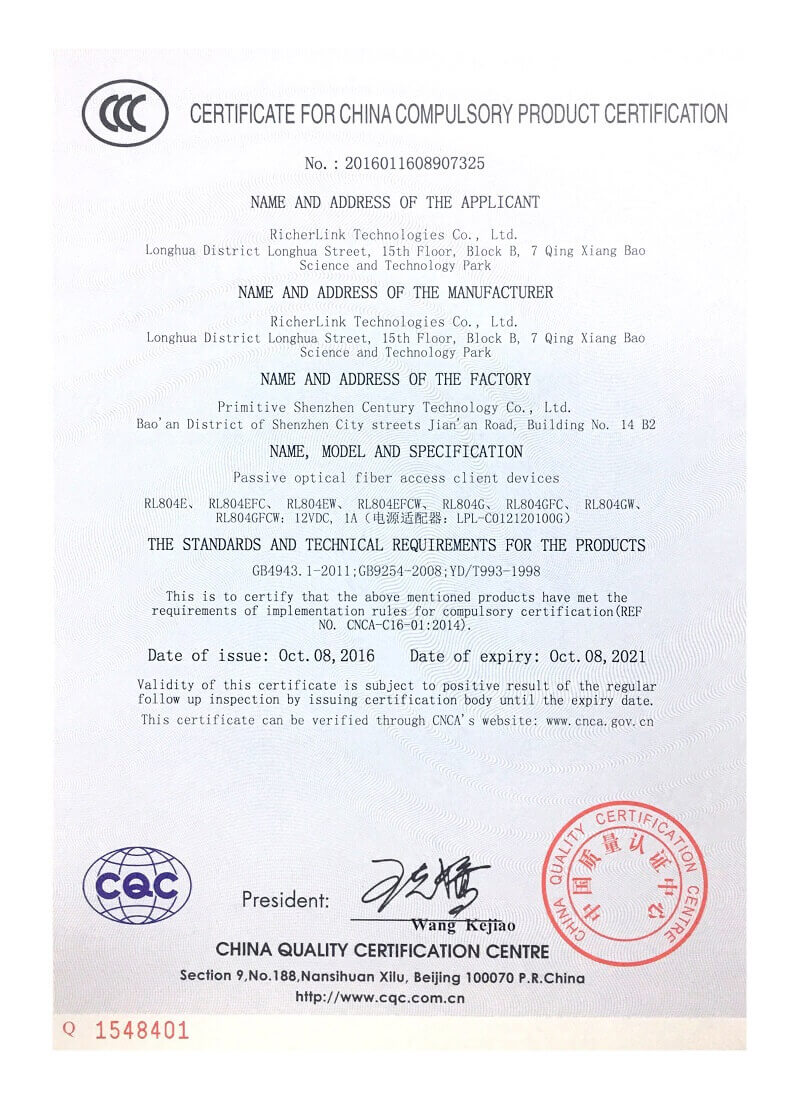 CCC
CERTIFICATE FOR CHINA COMPULSORY PRODUCT CERTIFICATION
No.: 2016011608907325
NAME AND ADDRESS OF THE APPLICANT
RicherLink Technologies Co., Ltd.
Longhua District Longhua Street, 15th Floor, Block B, 7 Qing Xiang Bao
Science and Technology Park
NAME AND ADDRESS OF THE MANUFACTURER
RicherLink Technologies Co., Ltd.
Longhua District Longhua Street, 15th Floor, Block B, 7 Qing Xiang Bao
Science and Technology Park
NAME AND ADDRESS OF THE FACTORY
Primitive Shenzhen Century Technology Co., Ltd.
Bao'an District of Shenzhen City streets Jian'an Road, Building No. 14 B2
NAME, MODEL AND SPECIFICATION
Passive optical fiber access client devices
RL804E、 RL804EFC、 RL804EW、 RL804EFCW、 RL804G、 RL804GFC、 RL804GW、
RL804GFCW: 12VDC, 1A（电源适配器: LPL-C012120100G）
THE STANDARDS AND TECHNICAL REQUIREMENTS FOR THE PRODUCTS
GB4943.1-2011;GB9254-2008;YD/T993-1998
This is to certify that the above mentioned products have met the
requirements of implementation rules for compulsory certification(REF
NO. CNCA-C16-01:2014).
Date of issue: Oct.08,2016 Date of expiry: Oct.08,2021
Validity of this certificate is subject to positive result of the regular
follow up inspection by issuing certification body until the expiry date.
This certificate can be verified through CNCA's website: www.cnca.gov.cn
CQC
President:
王克娇
Wang Kejiao
CHINA QUALITY CERTIFICATION CENTRE
中国质量认证中心
CHINA QUALITY CERTIFICATION CENTRE
Section 9,No.188,Nansihuan Xilu, Beijing 100070 P.R.China
http://www.cqc.com.cn
Q 1548401